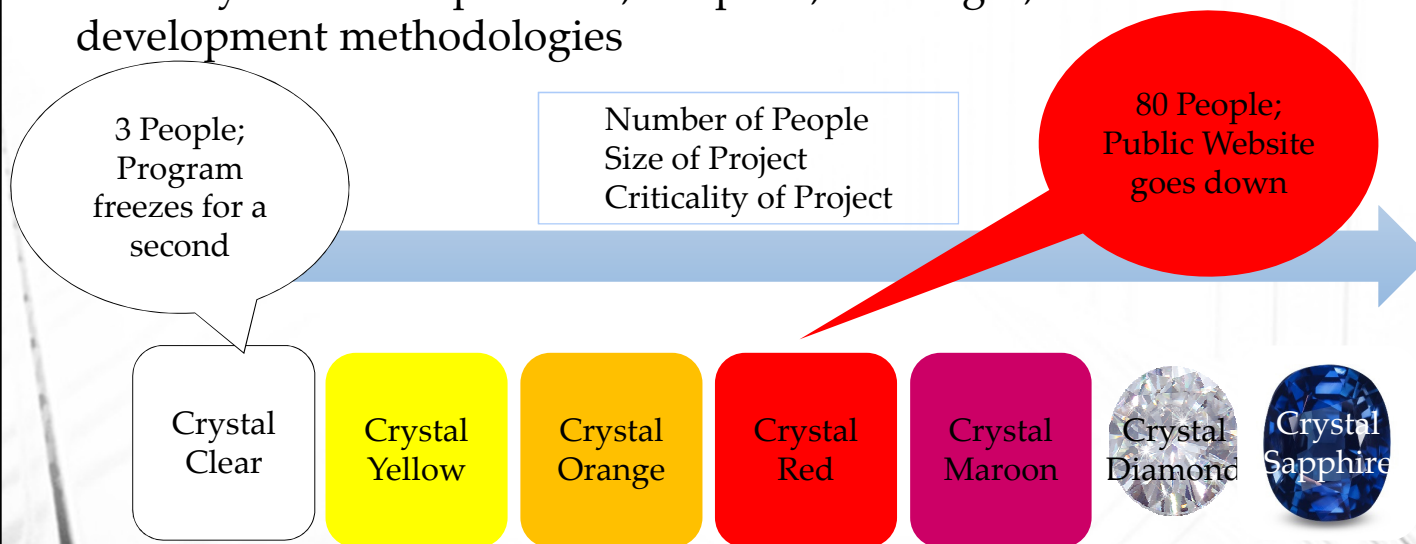 development methodologies
3 People;
Program
freezes for a
second
Number of People
Size of Project
Criticality of Project
80 People;
Public Website
goes down
Crystal
Clear
Crystal
Yellow
Crystal
Orange
Crystal
Red
Crystal
Maroon
Crystal
Diamond
Crystal
Sapphire